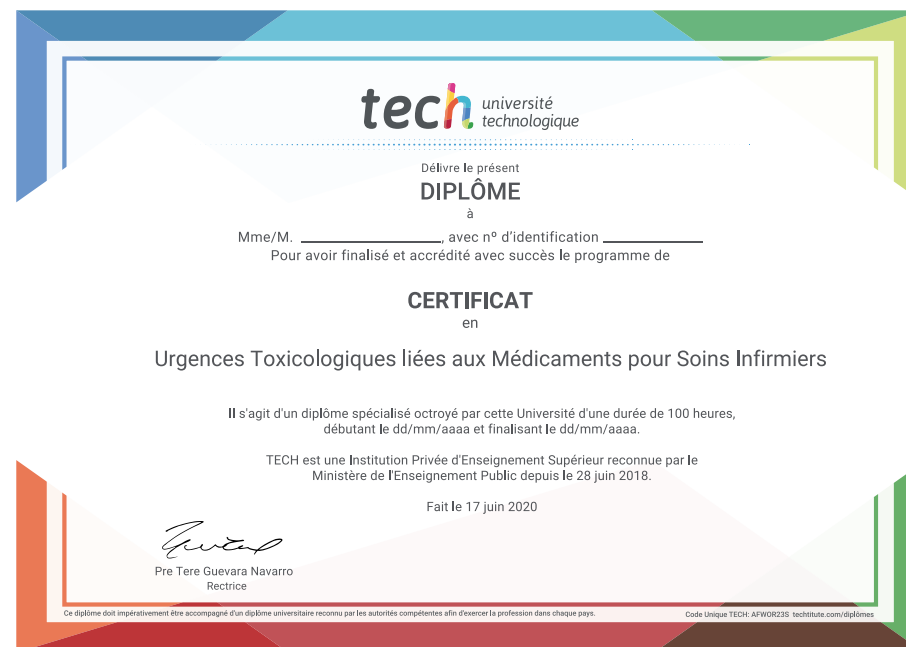 tech université
technologique
Délivre le présent
DIPLÔME
à
Mme/M. ____________________, avec nº d'identification ______________
Pour avoir finalisé et accrédité avec succès le programme de
CERTIFICAT
en
Urgences Toxicologiques liées aux Médicaments pour Soins Infirmiers
Il s'agit d'un diplôme spécialisé octroyé par cette Université d'une durée de 100 heures,
débutant le dd/mm/aaaa et finalisant le dd/mm/aaaa.
TECH est une Institution Privée d'Enseignement Supérieur reconnue par le
Ministère de l'Enseignement Public depuis le 28 juin 2018.
Fait le 17 juin 2020
Pre Tere Guevara Navarro
Rectrice
Ce diplôme doit impérativement être accompagné d'un diplôme universitaire reconnu par les autorités compétentes afin d'exercer la profession dans chaque pays.
Code Unique TECH: AFWOR23S techtitute.com/diplômes